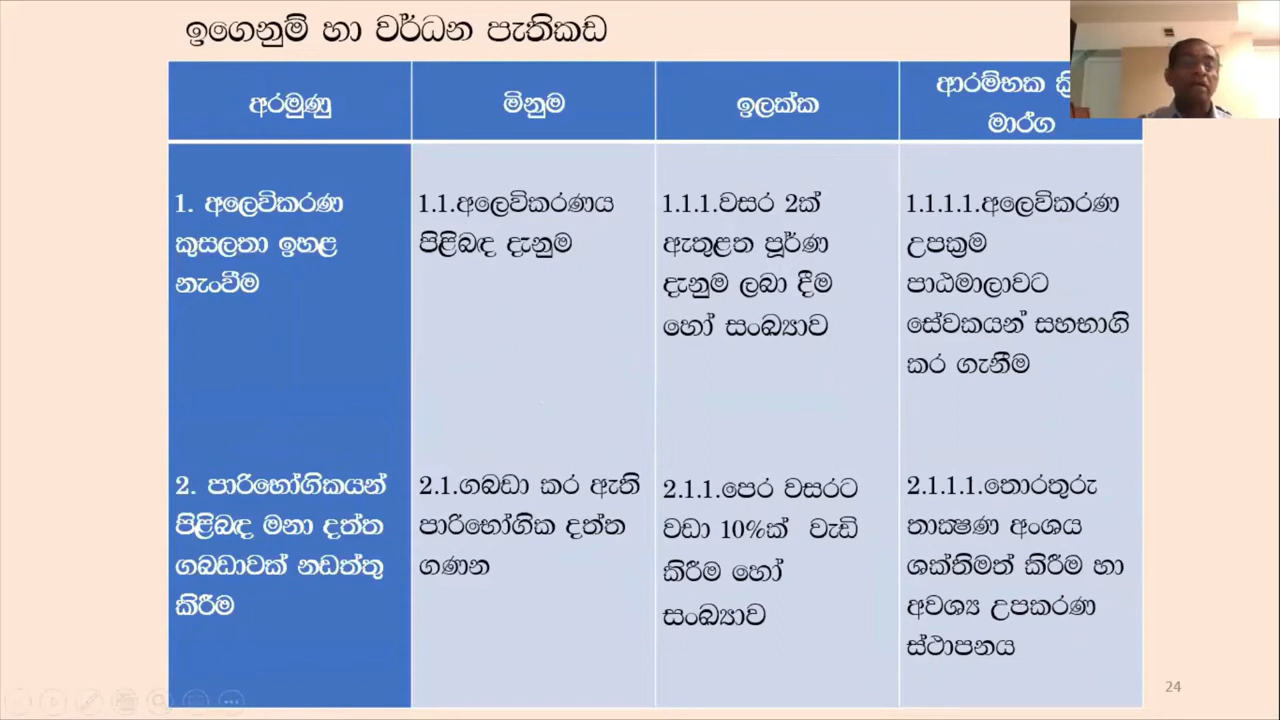 ඉගෙනුම් හා වර්ධන පැතිකඩ
අරමුණු
මිනුම
ඉලක්ක
ආරම්භක
මාර්ග
1. අලෙවිකරණ
කුසලතා ඉහළ
නැංවීම
1.1.අලෙවිකරණය
පිළිබඳ දැනුම
1.1.1.වසර 2ක්
ඇතුළත පූර්ණ
දැනුම ලබා දීම
හෝ සංඛ්‍යාව
1.1.1.1.අලෙවිකරණ
උපක්‍රම
පාඨමාලාවට
සේවකයන් සහභාගි
කර ගැනීම
2. පාරිභෝගිකයන්
පිළිබඳ මනා දත්ත
ගබඩාවක් නඩත්තු
කිරීම
2.1.ගබඩා කර ඇති
පාරිභෝගික දත්ත
ගණන
2.1.1.පෙර වසරට
වඩා 10%ක් වැඩි
කිරීම හෝ
සංඛ්‍යාව
2.1.1.1.තොරතුරු
තාක්‍ෂණ අංශය
ශක්තිමත් කිරීම හා
අවශ්‍ය උපකරණ
ස්ථාපනය
24